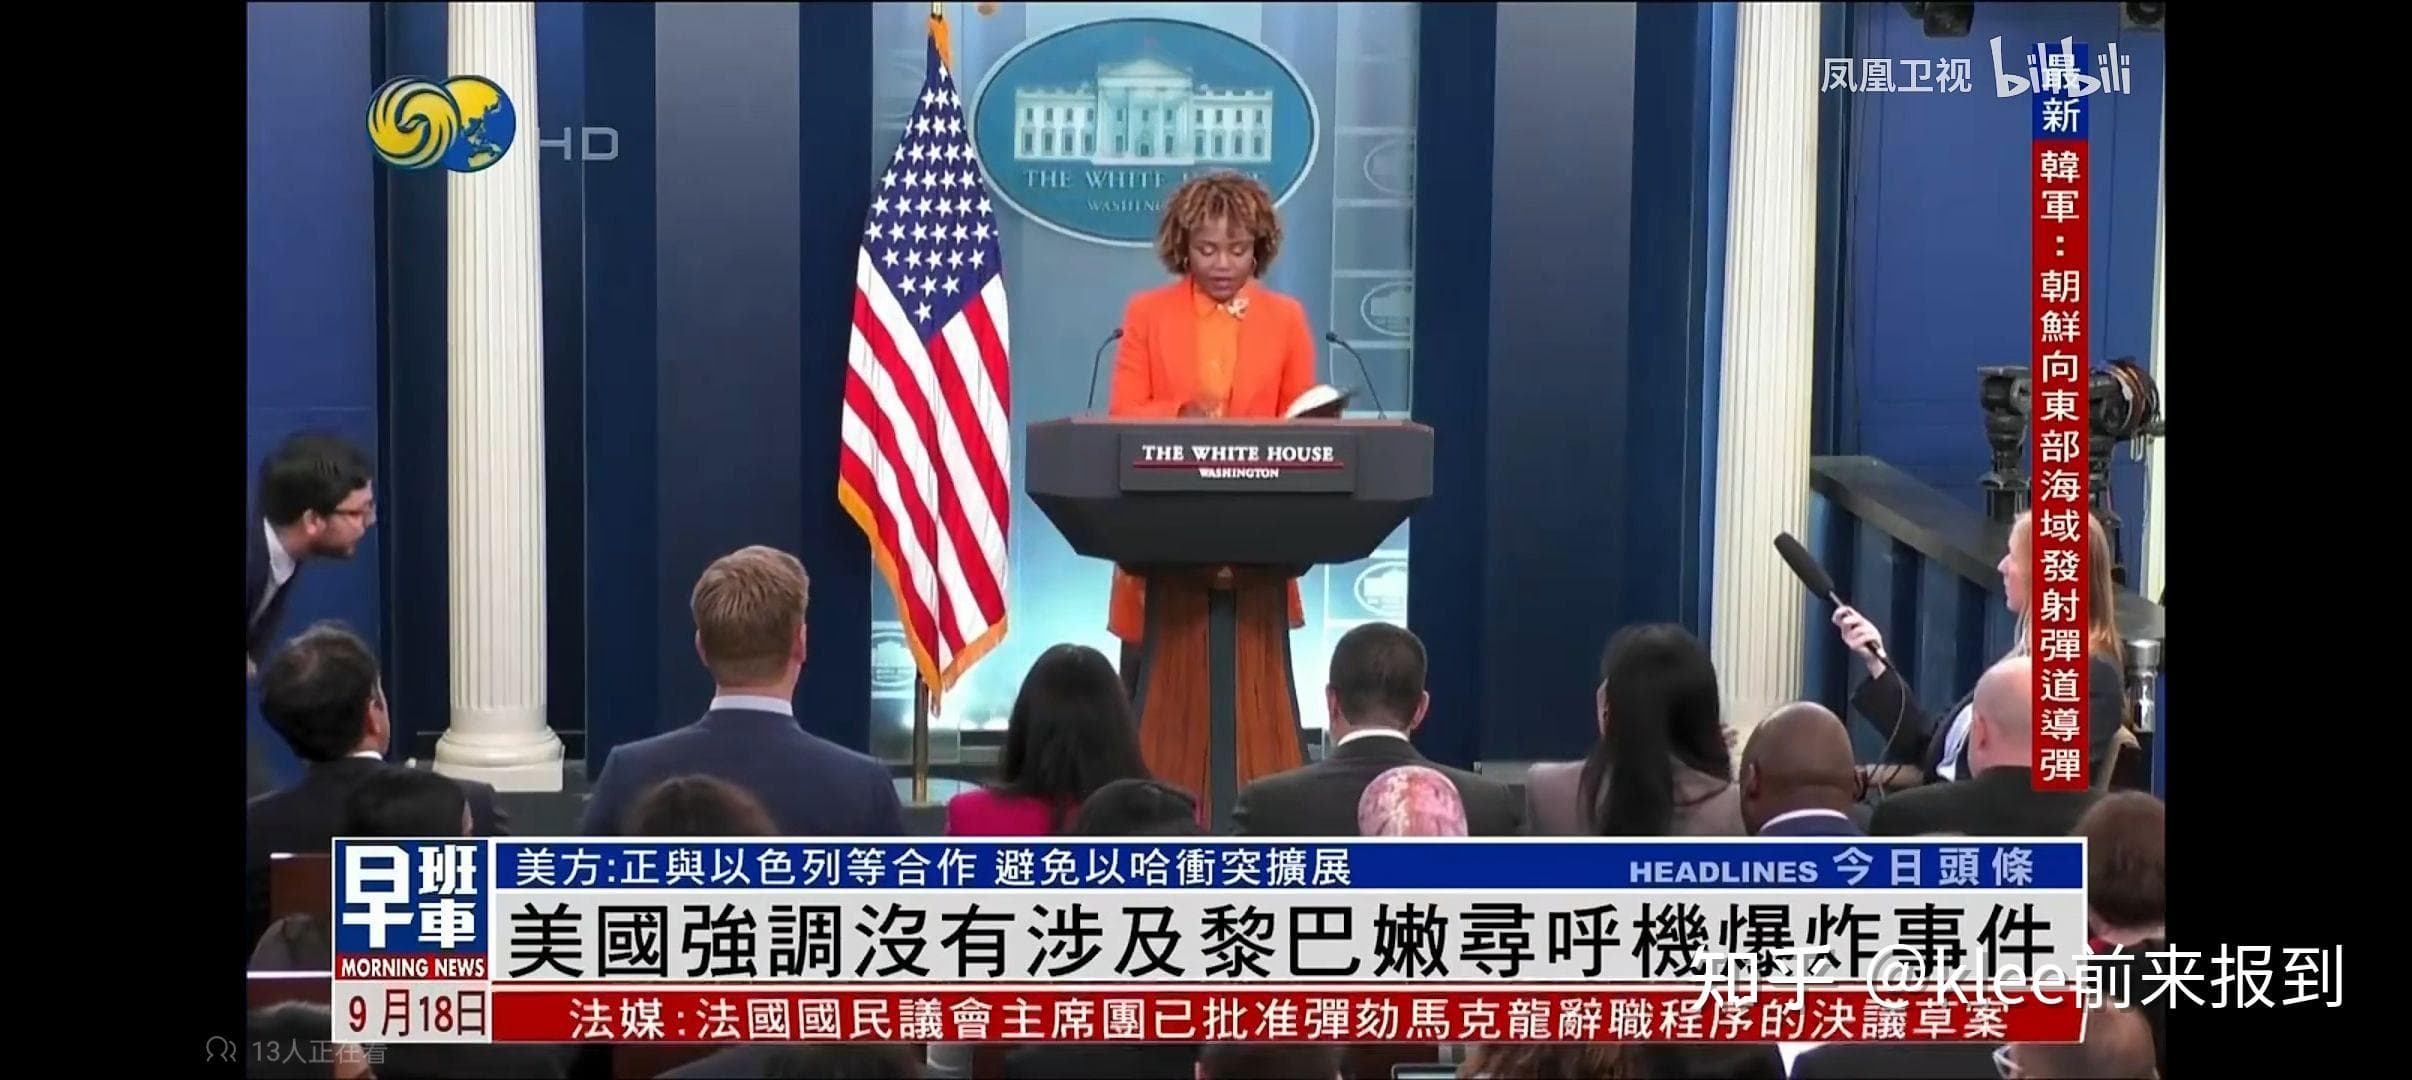 凤凰卫视 bilibili
HD
THE WHITE
WASHING
最新
韓軍：朝鮮向東部海域發射彈道導彈
THE WHITE HOUSE
WASHINGTON
早班車
MORNING NEWS
9月18日
美方:正與以色列等合作 避免以哈衝突擴展
HEADLINES 今日頭條
美國強調沒有涉及黎巴嫩尋呼機爆炸事件
法媒:法國國民議會主席團已批准彈劾馬克龍辭職程序的決議草案
知乎 @klee前来报到
13人正在看